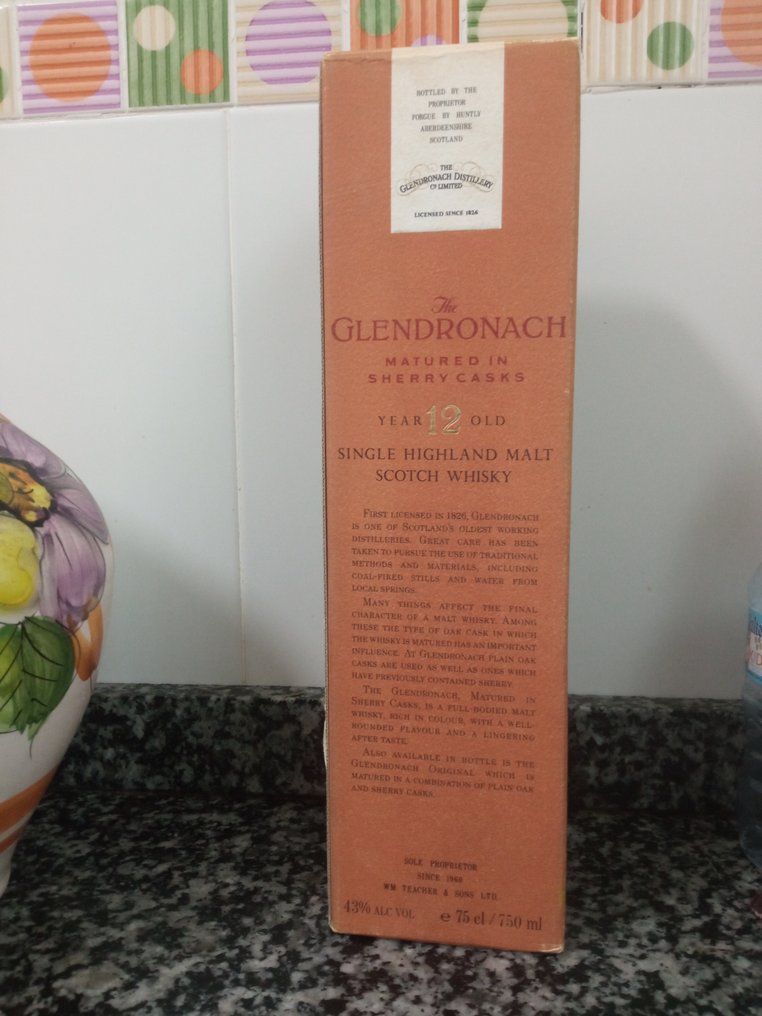 BOTTLED BY THE
PROPRIETOR
FORGUE BY HUNTLY
ABERDEENSHIRE
SCOTLAND
THE
GLENDRONACH DISTILLERY
Co LIMITED
LICENSED SINCE 1826
The
GLENDRONACH
MATURED IN
SHERRY CASKS
YEAR 12 OLD
SINGLE HIGHLAND MALT
SCOTCH WHISKY
FIRST LICENSED IN 1826, GLENDRONACH
IS ONE OF SCOTLAND'S OLDEST WORKING
DISTILLERIES. GREAT CARE HAS BEEN
TAKEN TO PURSUE THE USE OF TRADITIONAL
METHODS AND MATERIALS, INCLUDING
COAL-FIRED STILLS AND WATER FROM
LOCAL SPRINGS.
MANY THINGS AFFECT THE FINAL
CHARACTER OF A MALT WHISKY. AMONG
THESE THE TYPE OF OAK CASK IN WHICH
THE WHISKY IS MATURED HAS AN IMPORTANT
INFLUENCE. AT GLENDRONACH PLAIN OAK
CASKS ARE USED AS WELL AS ONES WHICH
HAVE PREVIOUSLY CONTAINED SHERRY.
THE GLENDRONACH, MATURED IN
SHERRY CASKS, IS A FULL-BODIED MALT
WHISKY, RICH IN COLOUR, WITH A WELL-
ROUNDED FLAVOUR AND A LINGERING
AFTER TASTE.
ALSO AVAILABLE IN BOTTLE IS THE
GLENDRONACH ORIGINAL WHICH IS
MATURED IN A COMBINATION OF PLAIN OAK
AND SHERRY CASKS.
SOLE PROPRIETOR
SINCE 1960
WM TEACHER & SONS LTD.
43% ALC VOL e 75 cl / 750 ml